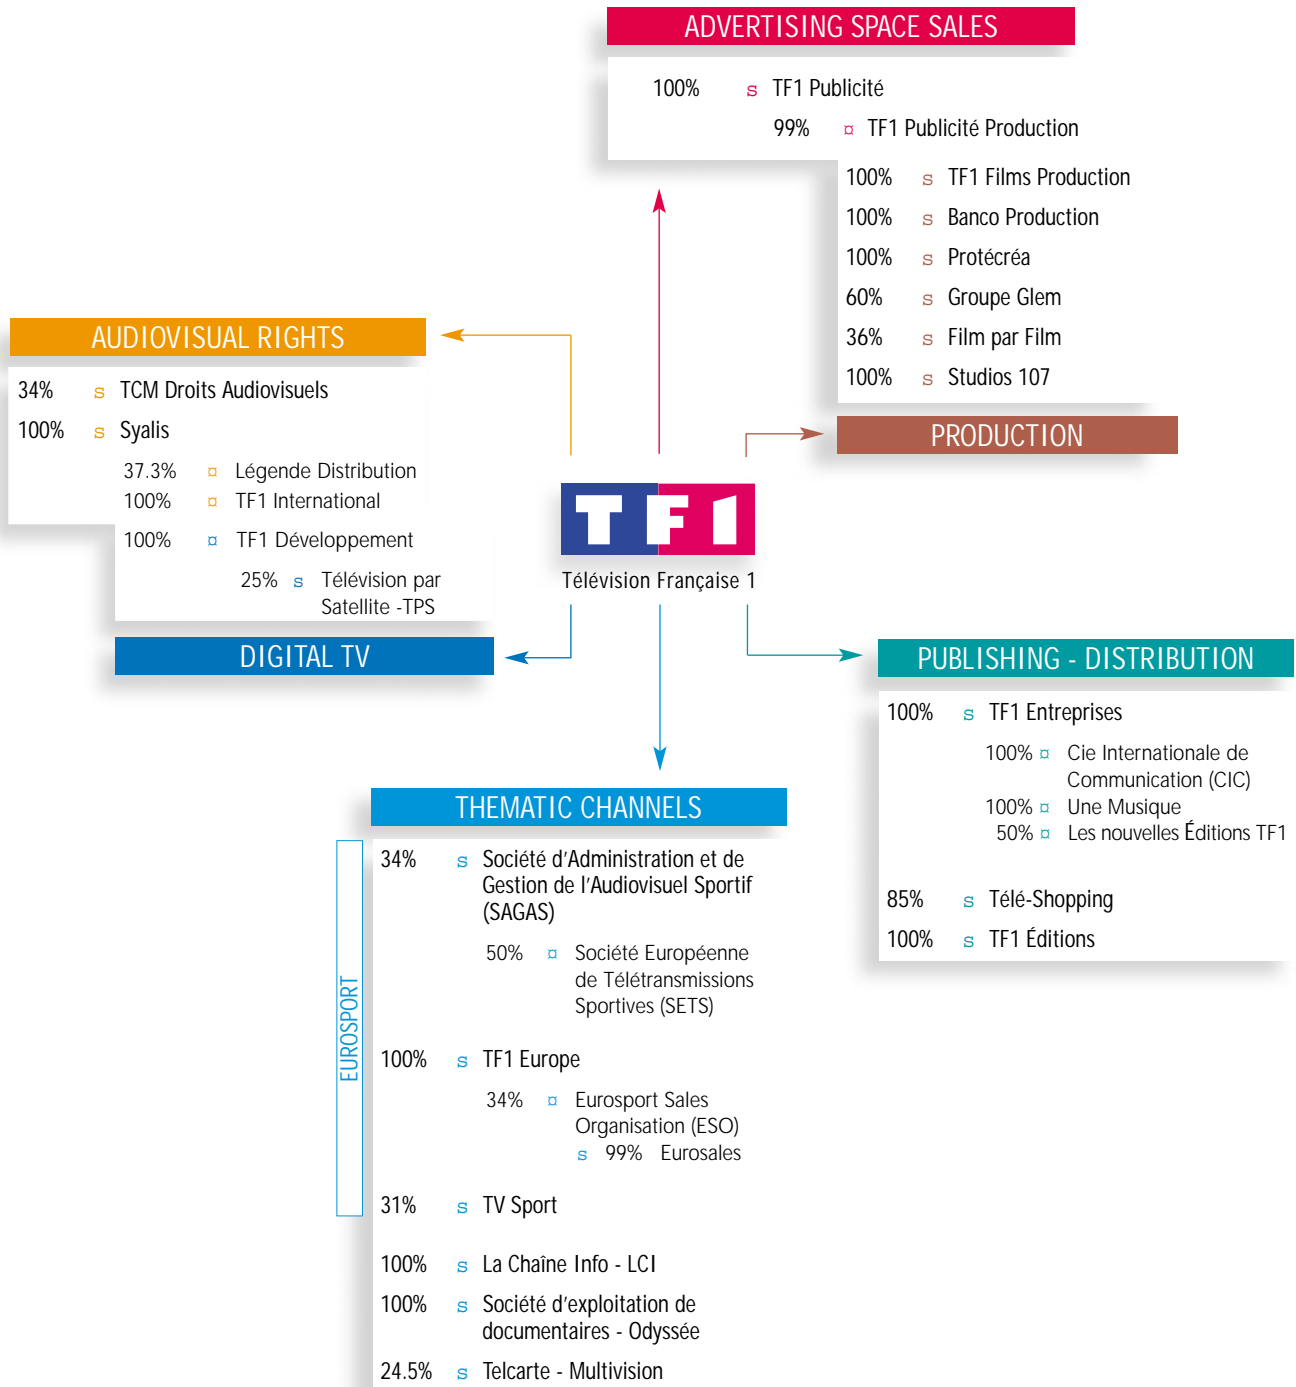 ADVERTISING SPACE SALES
100% s TF1 Publicité
99% ¤ TF1 Publicité Production
100% s TF1 Films Production
100% s Banco Production
100% s Protécréa
60% s Groupe Glem
36% s Film par Film
100% s Studios 107
PRODUCTION
AUDIOVISUAL RIGHTS
34% s TCM Droits Audiovisuels
100% s Syalis
37.3% ¤ Légende Distribution
100% ¤ TF1 International
100% ¤ TF1 Développement
25% s Télévision par
Satellite -TPS
DIGITAL TV
TF1
Télévision Française 1
PUBLISHING - DISTRIBUTION
100% s TF1 Entreprises
100% ¤ Cie Internationale de
Communication (CIC)
100% ¤ Une Musique
50% ¤ Les nouvelles Éditions TF1
85% s Télé-Shopping
100% s TF1 Éditions
THEMATIC CHANNELS
EUROSPORT
34% s Société d'Administration et de
Gestion de l'Audiovisuel Sportif
(SAGAS)
50% ¤ Société Européenne
de Télétransmissions
Sportives (SETS)
100% s TF1 Europe
34% ¤ Eurosport Sales
Organisation (ESO)
s 99% Eurosales
31% s TV Sport
100% s La Chaîne Info - LCI
100% s Société d'exploitation de
documentaires - Odyssée
24.5% s Telcarte - Multivision